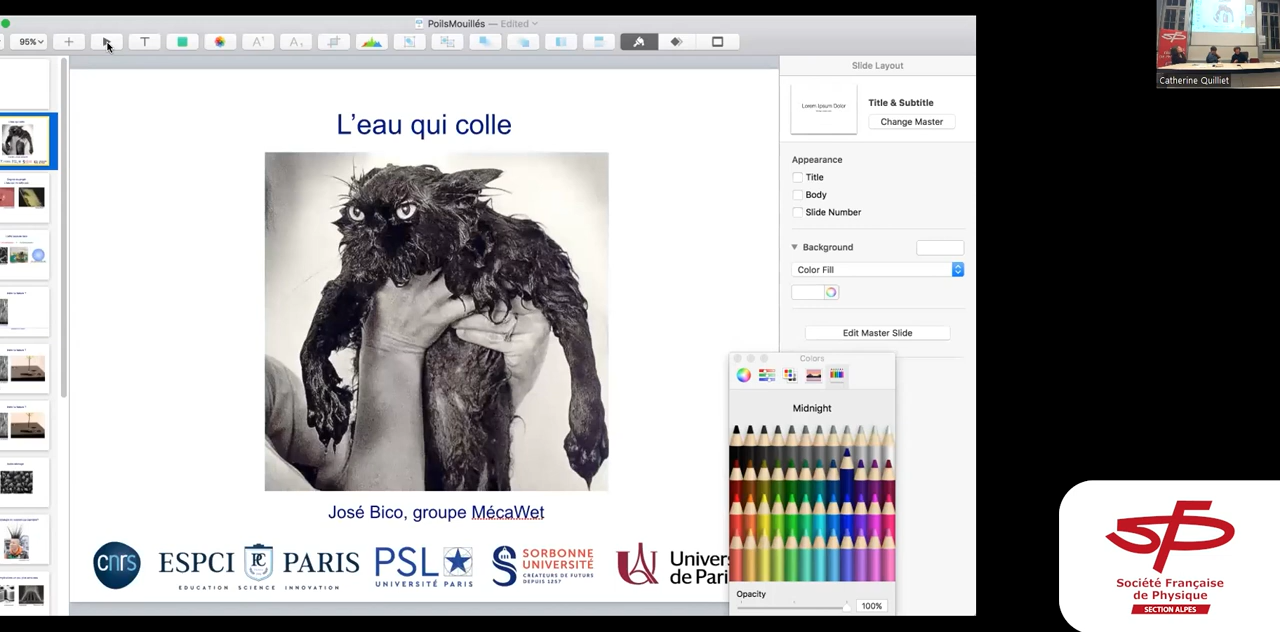 PoilsMouillés — Edited
95%
T
Slide Layout
Lorem Ipsum Dolor
Title & Subtitle
Change Master
Appearance
Title
Body
Slide Number
Background
Color Fill
Edit Master Slide
L'eau qui colle
José Bico, groupe MécaWet
cnrs
ESPCI PARIS
EDUCATION SCIENCE INNOVATION
PSL
UNIVERSITÉ PARIS
SORBONNE
UNIVERSITÉ
CRÉATEURS DE FUTURS
DEPUIS 1257
Univers
de Pari
Colors
Midnight
Opacity
100%
Catherine Quilliet
sfp
Société Française
de Physique
SECTION ALPES